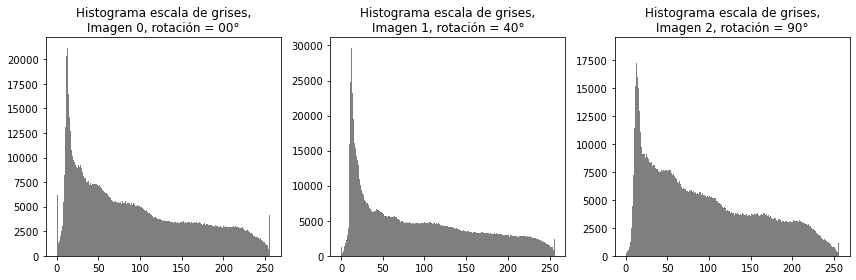 Histograma escala de grises,
Imagen 0, rotación = 00°
20000
17500
15000
12500
10000
7500
5000
2500
0
0 50 100 150 200 250
Histograma escala de grises,
Imagen 1, rotación = 40°
30000
25000
20000
15000
10000
5000
0
0 50 100 150 200 250
Histograma escala de grises,
Imagen 2, rotación = 90°
17500
15000
12500
10000
7500
5000
2500
0
0 50 100 150 200 250